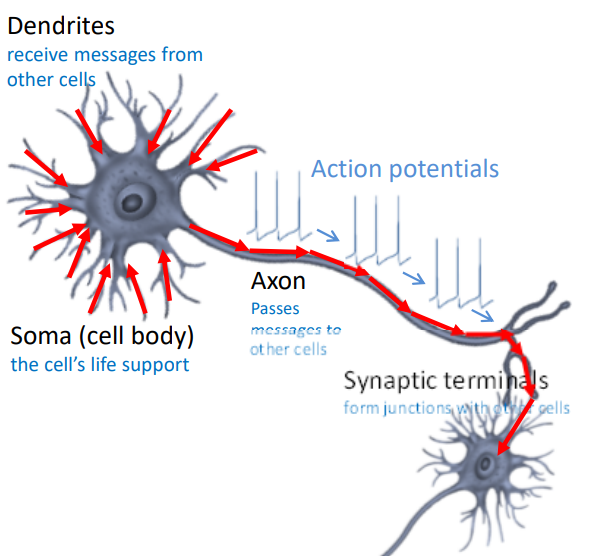 Dendrites
receive messages from
other cells
Action potentials
Axon
Passes
messages to
other cells
Soma (cell body)
the cell’s life support
Synaptic terminals
form junctions with other cells